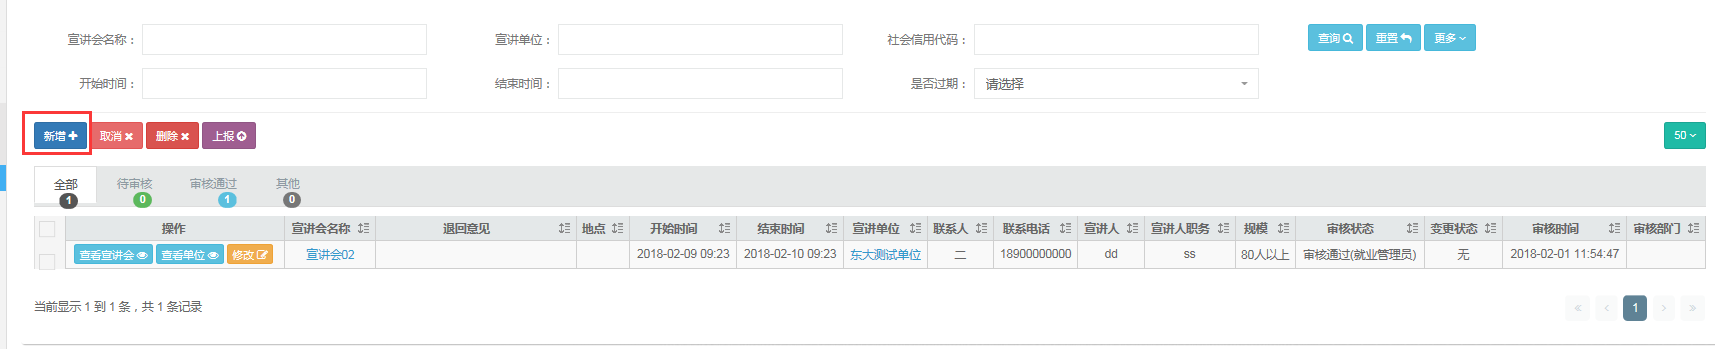 宣讲会名称： 宣讲单位： 社会信用代码： 查询 重置 更多
开始时间： 结束时间： 是否过期： 请选择
新增 取消 删除 上报 50
全部 待审核 审核通过 其他
1 0 1 0
操作 宣讲会名称 退回意见 地点 开始时间 结束时间 宣讲单位 联系人 联系电话 宣讲人 宣讲人职务 规模 审核状态 变更状态 审核时间 审核部门
查看宣讲会 查看单位 修改 宣讲会02 2018-02-09 09:23 2018-02-10 09:23 东大测试单位 二 18900000000 dd ss 80人以上 审核通过(就业管理员) 无 2018-02-01 11:54:47
当前显示 1 到 1 条，共 1 条记录 « ‹ 1 › »